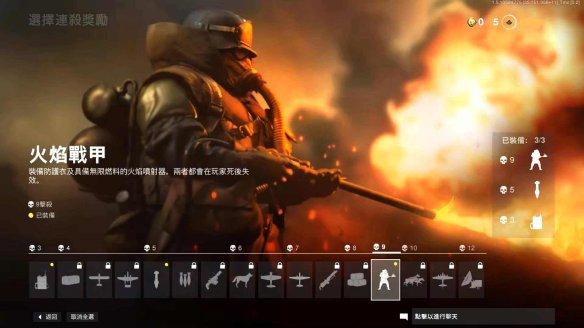 選擇連殺獎勵
0 5
火焰戰甲
裝備防護衣及具備無限燃料的火焰噴射器。兩者都會在玩家死後失
效。
9擊殺
已裝備
已裝備： 3/3
9
5
3
3 4 5 6 7 8 9 10 12
返回 取消全選
點擊以進行聊天